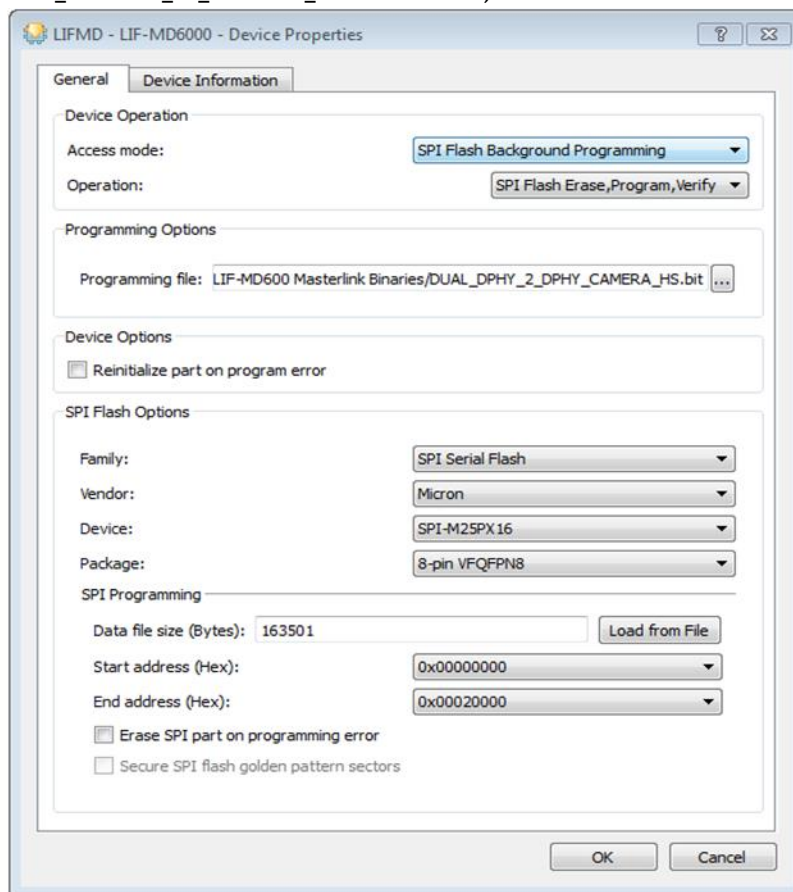 LIFMD - LIF-MD6000 - Device Properties
General Device Information
Device Operation
Access mode: SPI Flash Background Programming
Operation: SPI Flash Erase,Program,Verify
Programming Options
Programming file: LIF-MD600 Masterlink Binaries/DUAL_DPHY_2_DPHY_CAMERA_HS.bit ...
Device Options
Reinitialize part on program error
SPI Flash Options
Family: SPI Serial Flash
Vendor: Micron
Device: SPI-M25PX16
Package: 8-pin VFQFPN8
SPI Programming
Data file size (Bytes): 163501 Load from File
Start address (Hex): 0x00000000
End address (Hex): 0x00020000
Erase SPI part on programming error
Secure SPI flash golden pattern sectors
OK Cancel